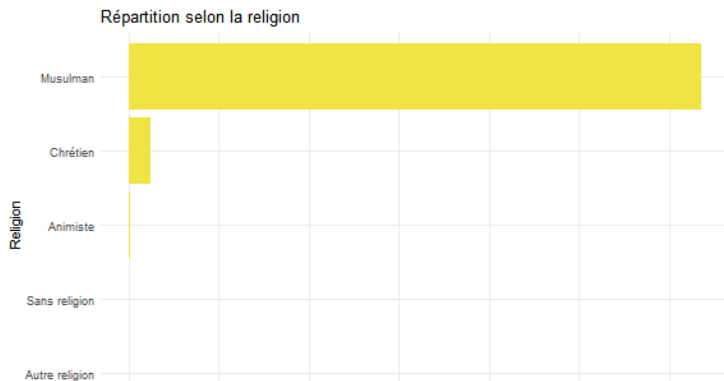 Répartition selon la religion
Musulman
Chrétien
Animiste
Religion
Sans religion
Autre religion